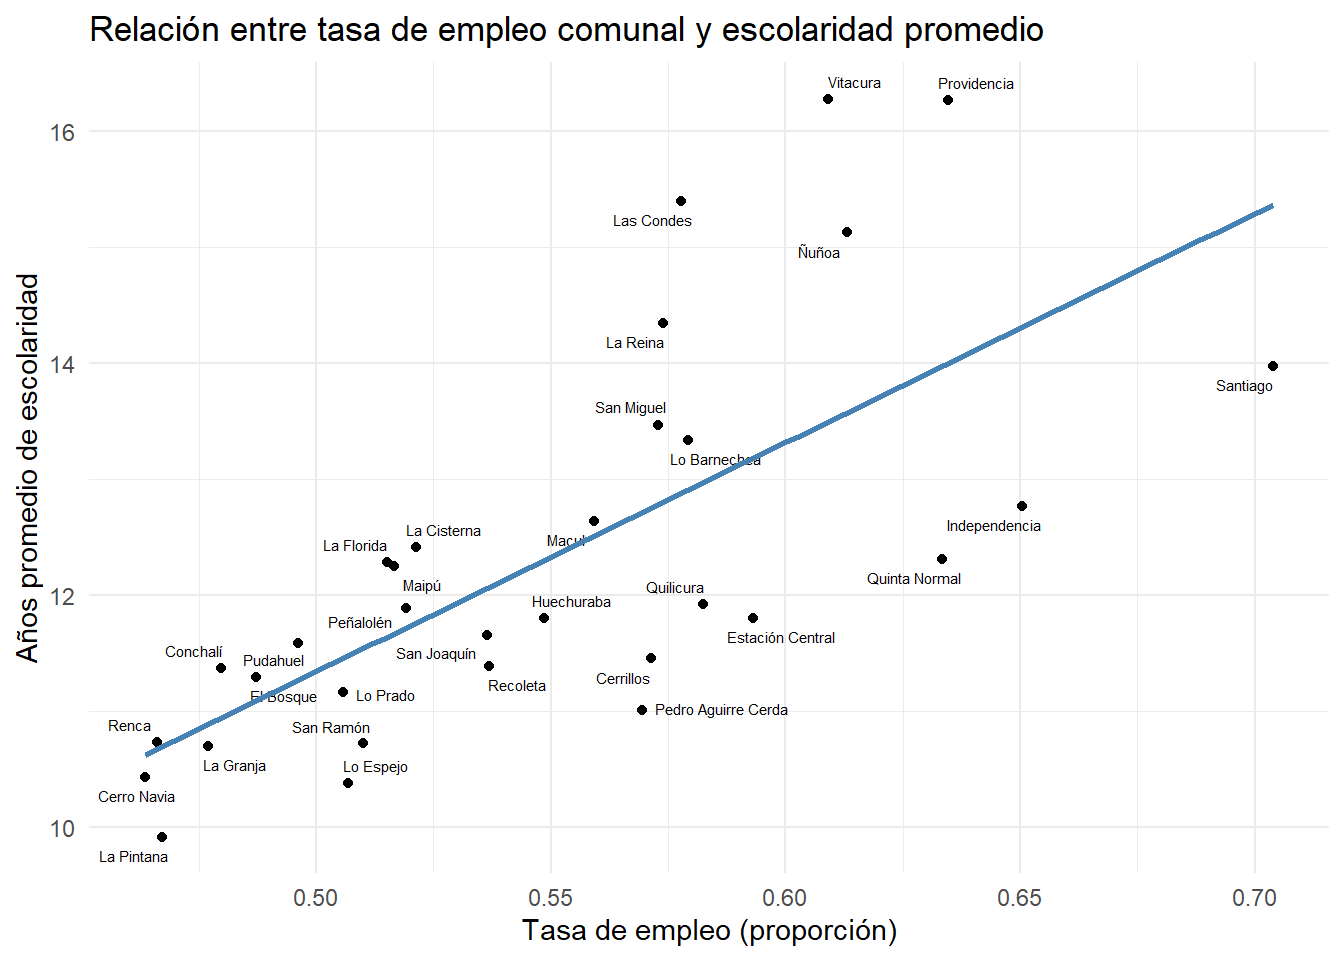 Relación entre tasa de empleo comunal y escolaridad promedio
Vitacura
Providencia
16
Las Condes
Ñuñoa
La Reina
14
Santiago
San Miguel
Lo Barnechea
Independencia
La Cisterna
La Florida
Macul
Quinta Normal
Maipú
Quilicura
12
Huechuraba
Peñalolén
Estación Central
Conchalí
San Joaquín
Pudahuel
Cerrillos
Recoleta
El Bosque
Lo Prado
Pedro Aguirre Cerda
Renca
San Ramón
La Granja
Lo Espejo
Cerro Navia
10
La Pintana
Años promedio de escolaridad
0.50
0.55
0.60
0.65
0.70
Tasa de empleo (proporción)